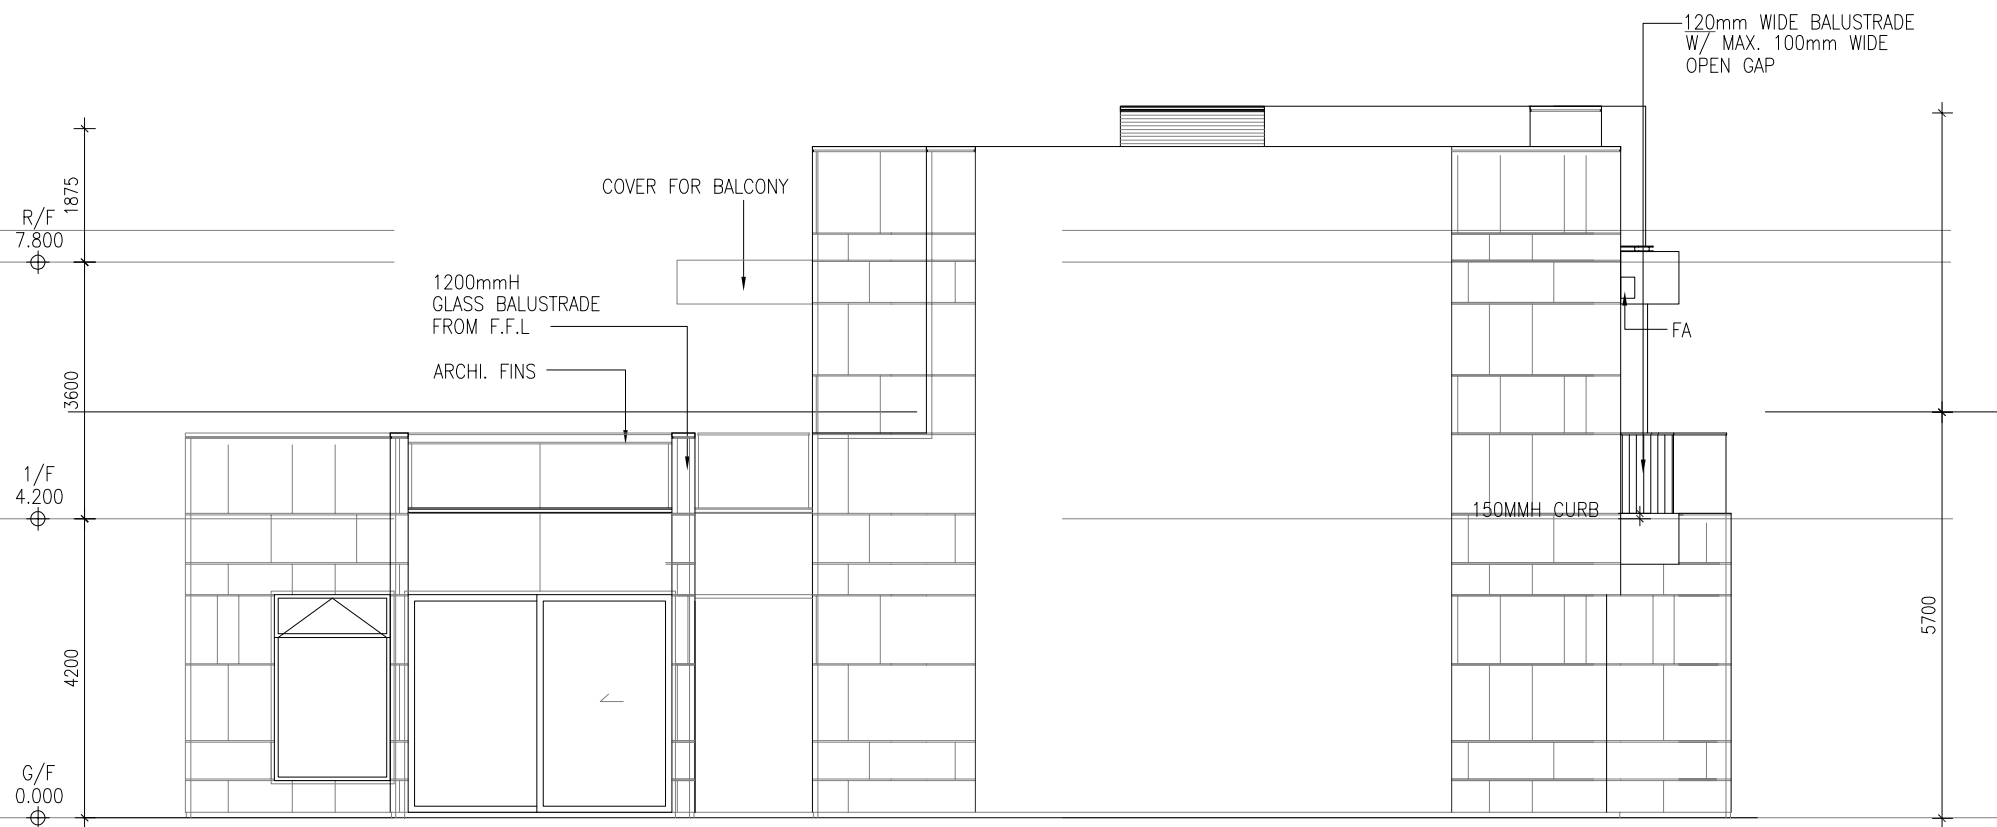 120mm WIDE BALUSTRADE
W/ MAX. 100mm WIDE
OPEN GAP
COVER FOR BALCONY
1875
R/F
7.800
1200mmH
GLASS BALUSTRADE
FROM F.F.L
FA
ARCHI. FINS
3600
1/F
4.200
150MMH CURB
5700
4200
G/F
0.000